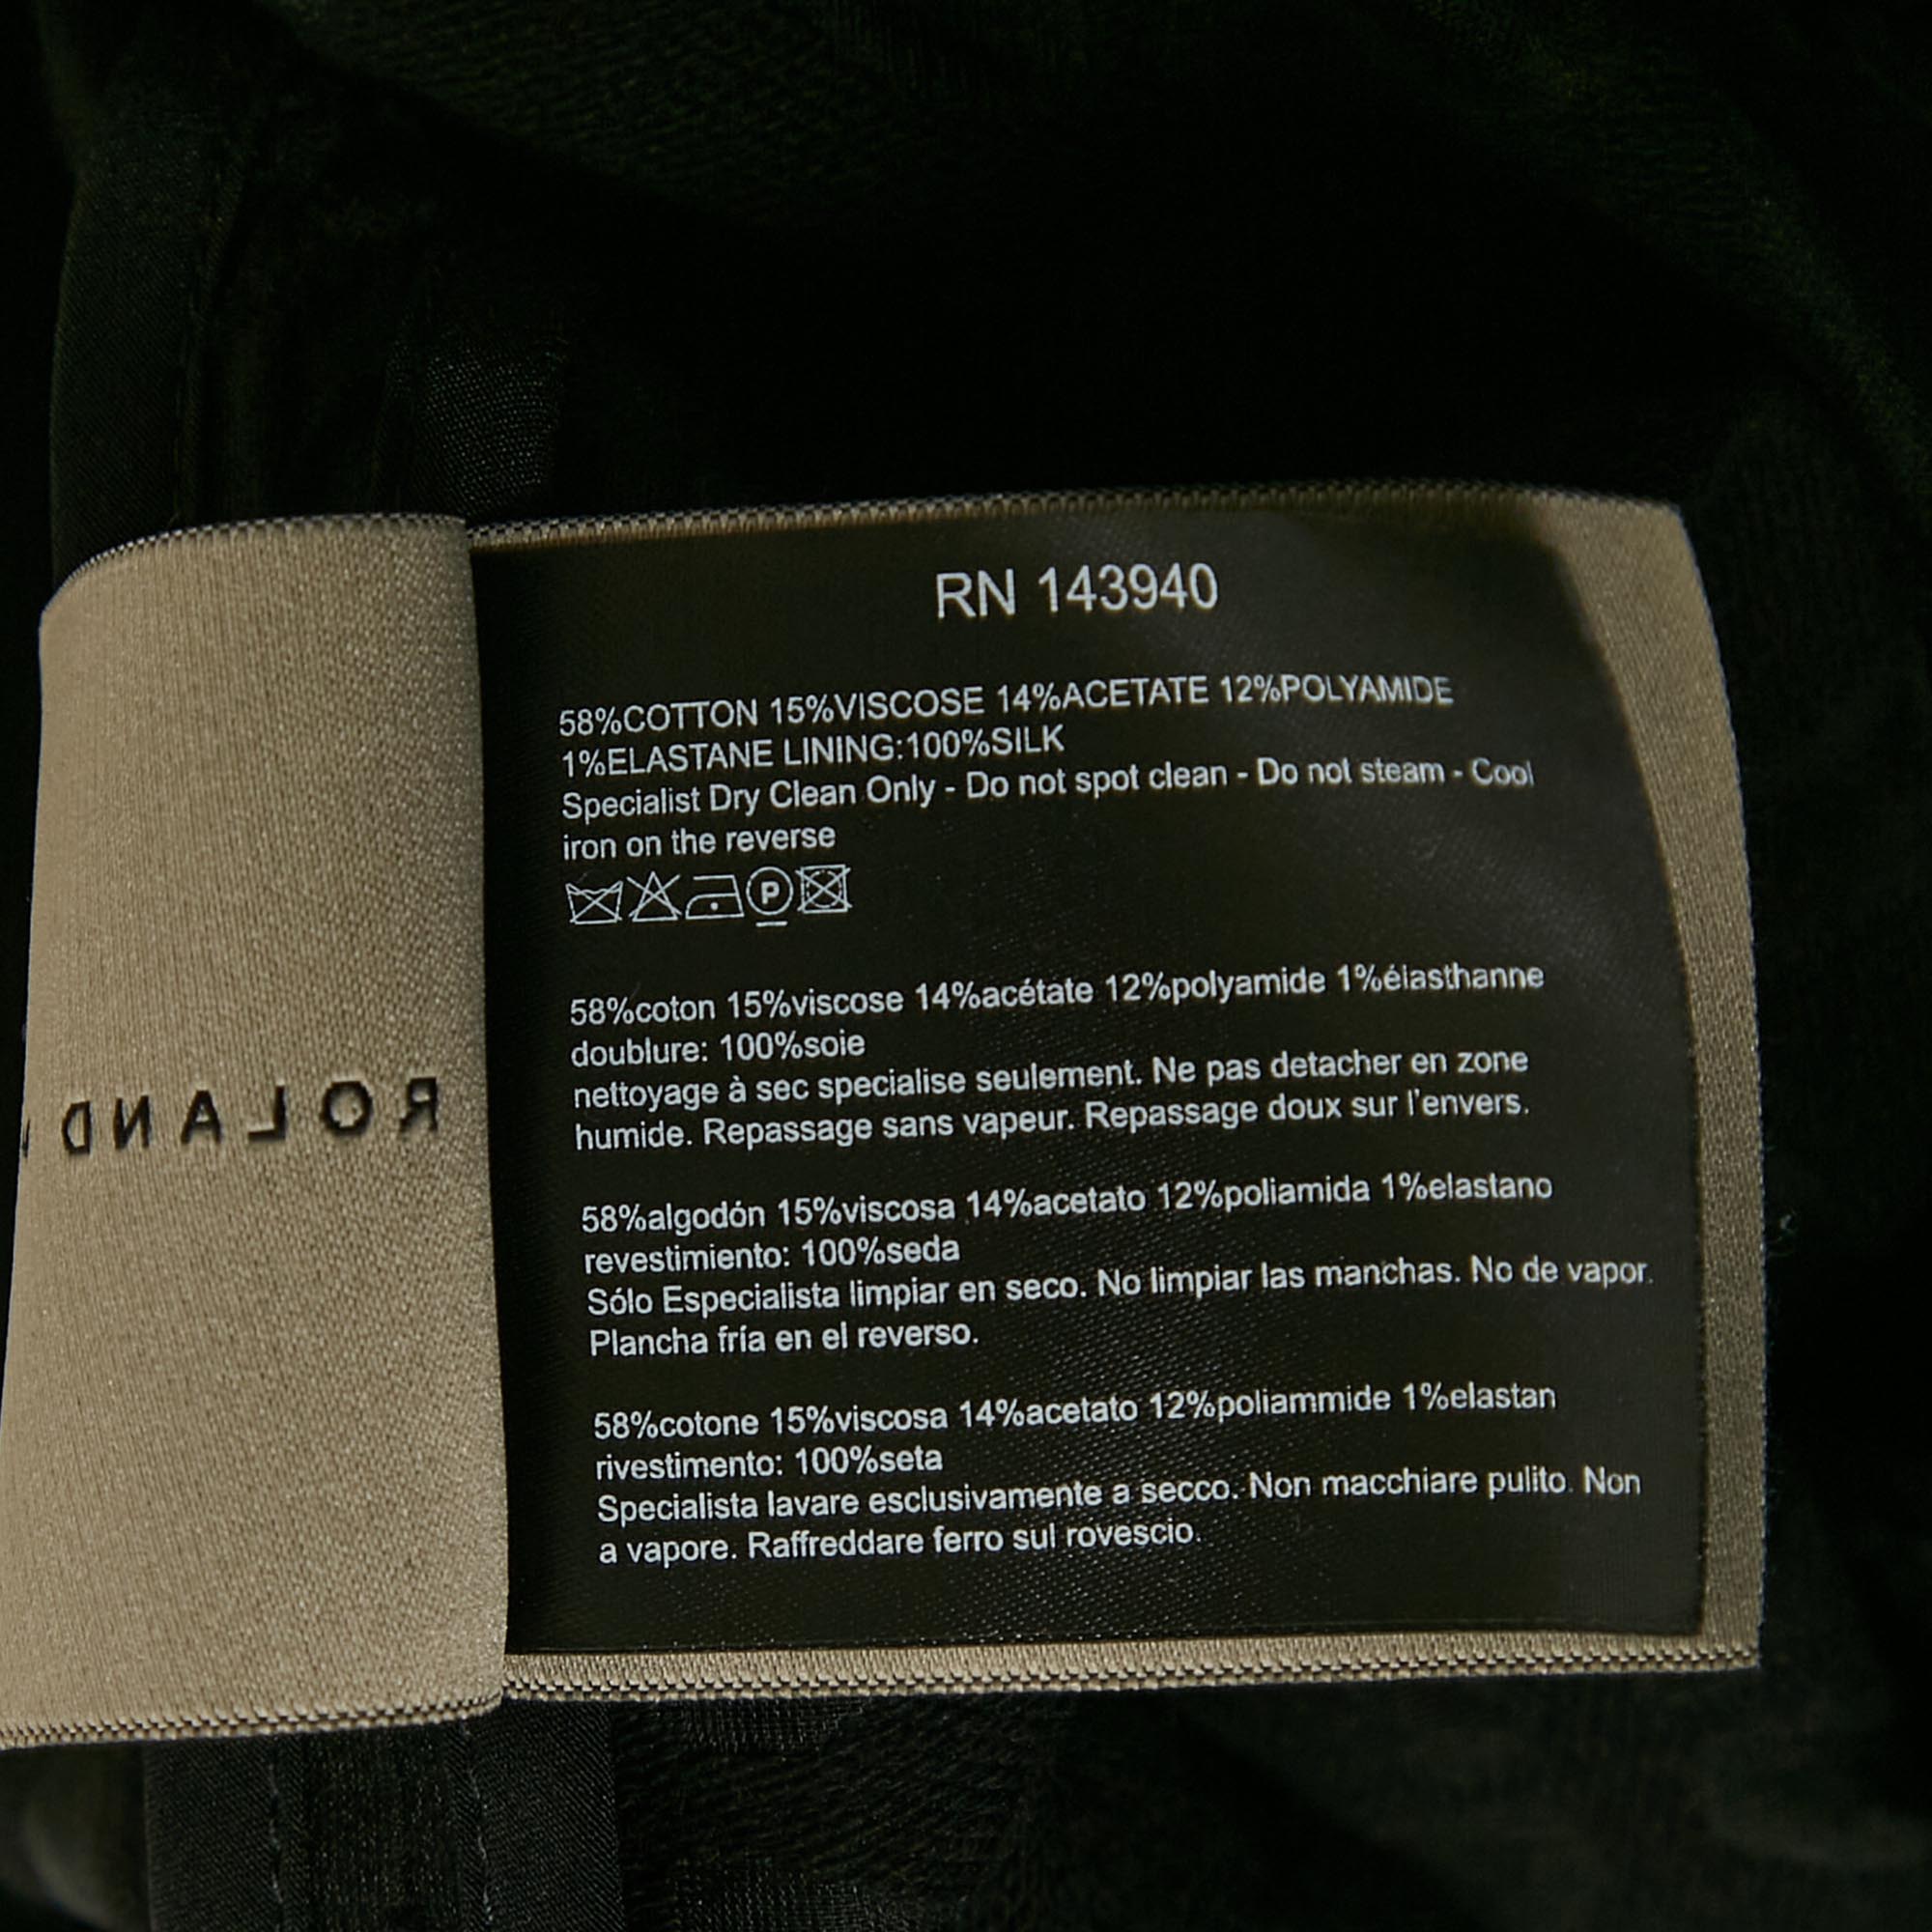 RN 143940
58%COTTON 15%VISCOSE 14%ACETATE 12%POLYAMIDE
1%ELASTANE LINING:100%SILK
Specialist Dry Clean Only - Do not spot clean - Do not steam - Cool
iron on the reverse
P
58%coton 15%viscose 14%acétate 12%polyamide 1%élasthanne
doublure: 100%soie
nettoyage à sec specialise seulement. Ne pas detacher en zone
humide. Repassage sans vapeur. Repassage doux sur l'envers.
58%algodón 15%viscosa 14%acetato 12%poliamida 1%elastano
revestimiento: 100%seda
Sólo Especialista limpiar en seco. No limpiar las manchas. No de vapor.
Plancha fría en el reverso.
58%cotone 15%viscosa 14%acetato 12%poliammide 1%elastan
rivestimento: 100%seta
Specialista lavare esclusivamente a secco. Non macchiare pulito. Non
a vapore. Raffreddare ferro sul rovescio.
ROLAND